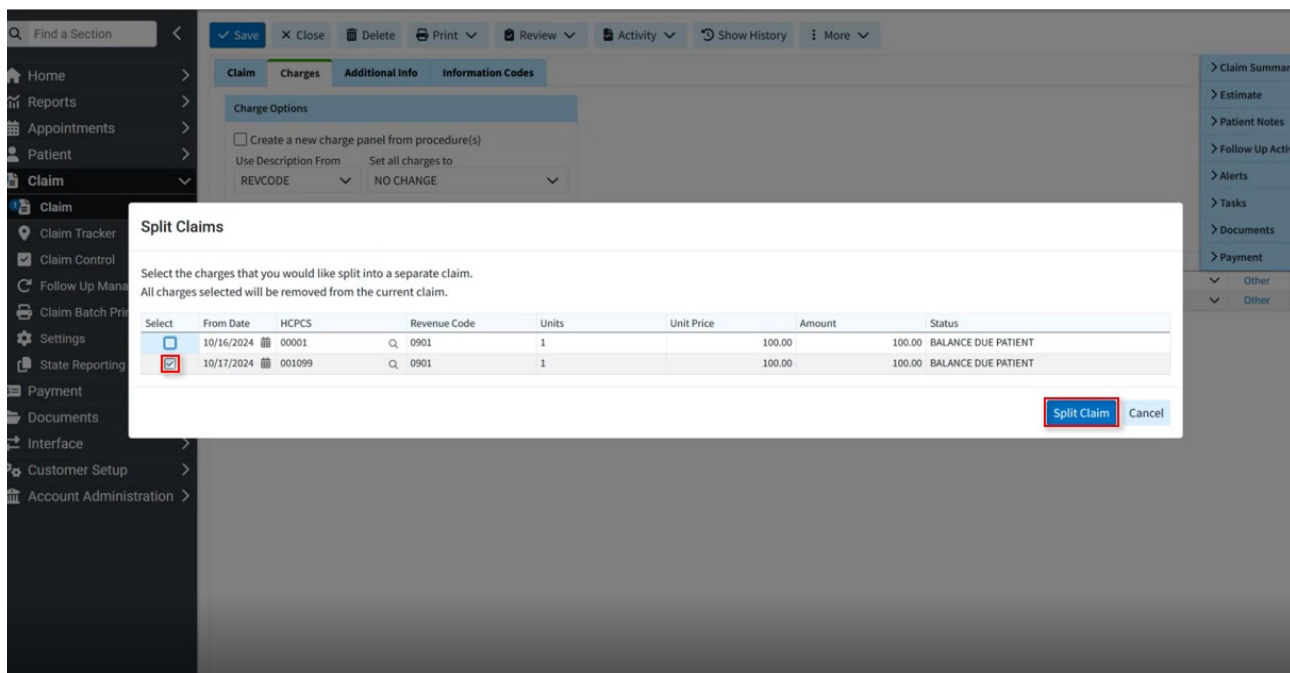 Find a Section
Save Close Delete Print Review Activity Show History More
Home
Reports
Appointments
Patient
Claim
Claim
Claim Tracker
Claim Control
Follow Up Mana
Claim Batch Prin
Settings
State Reporting
Payment
Documents
Interface
Customer Setup
Account Administration
Claim Charges Additional Info Information Codes
Charge Options
Create a new charge panel from procedure(s)
Use Description From Set all charges to
REVCODE NO CHANGE
Claim Summar
Estimate
Patient Notes
Follow Up Activ
Alerts
Tasks
Documents
Payment
Other
Other
Split Claims
Select the charges that you would like split into a separate claim.
All charges selected will be removed from the current claim.
Select From Date HCPCS Revenue Code Units Unit Price Amount Status
10/16/2024 00001 0901 1 100.00 100.00 BALANCE DUE PATIENT
10/17/2024 001099 0901 1 100.00 100.00 BALANCE DUE PATIENT
Split Claim Cancel